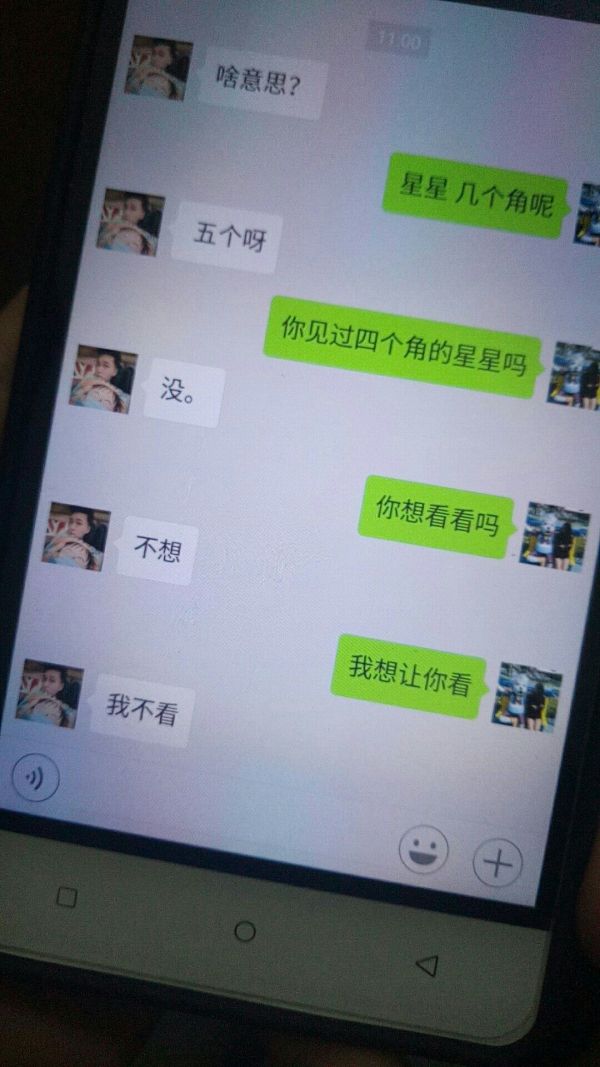 11:00
啥意思？
星星 几个角呢
五个呀
你见过四个角的星星吗
没。
你想看看吗
不想
我想让你看
我不看